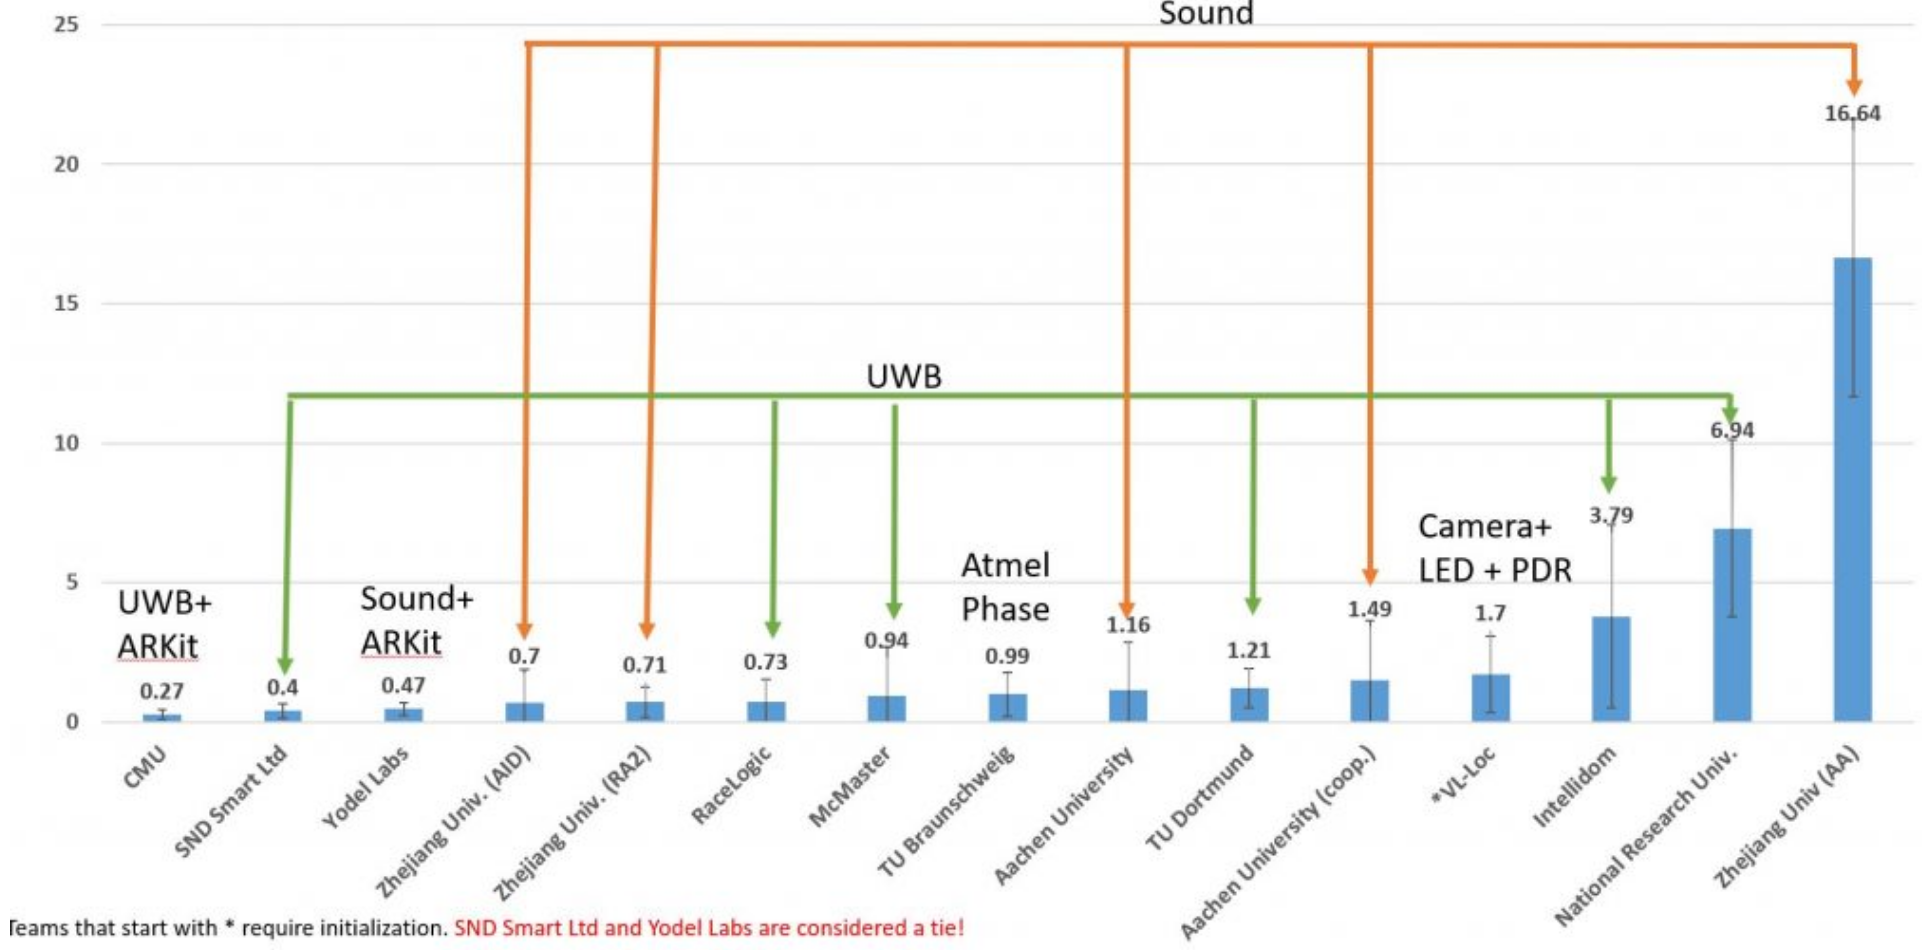 Sound
25
16.64
20
15
UWB
10
6.94
Camera+
LED + PDR
3.79
Atmel
Phase
5
UWB+
ARKit
Sound+
ARKit
0.27
0.4
0.47
0.7
0.71
0.73
0.94
0.99
1.16
1.21
1.49
1.7
0
CMU
SND Smart Ltd
Yodel Labs
Zhejiang Univ. (AID)
Zhejiang Univ. (RA2)
RaceLogic
McMaster
TU Braunschweig
Aachen University
TU Dortmund
Aachen University (coop.)
*VL-Loc
Intellidom
National Research Univ.
Zhejiang Univ (AA)
Teams that start with * require initialization. SND Smart Ltd and Yodel Labs are considered a tie!